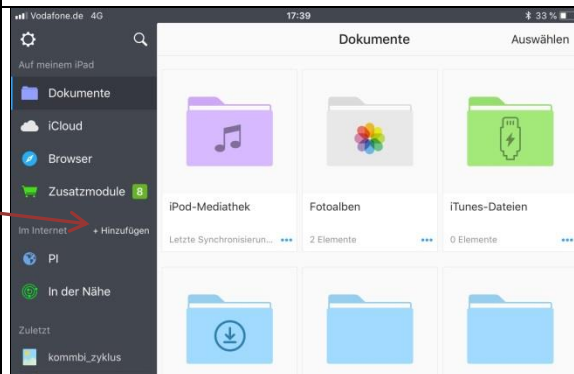 Vodafone.de 4G 17:39 33 %
Dokumente Auswählen
Auf meinem iPad
Dokumente
iCloud
Browser
Zusatzmodule 8
Im Internet + Hinzufügen
PI
In der Nähe
Zuletzt
kommbi_zyklus
iPod-Mediathek
Letzte Synchronisierun...
Fotoalben
2 Elemente
iTunes-Dateien
0 Elemente